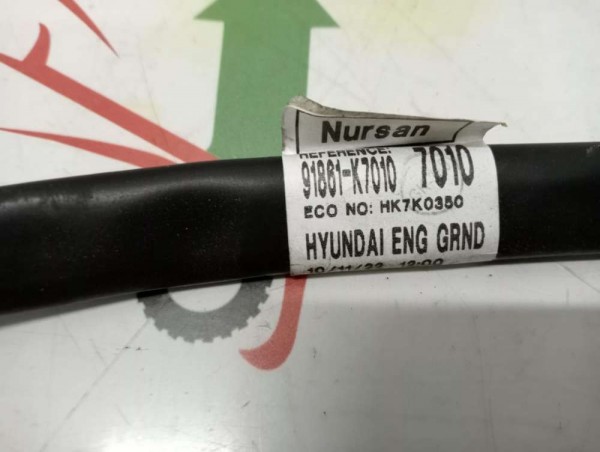 Nursan
REFERENCE:
91861-K7010 7010
ECO NO: HK7K0350
HYUNDAI ENG GRND